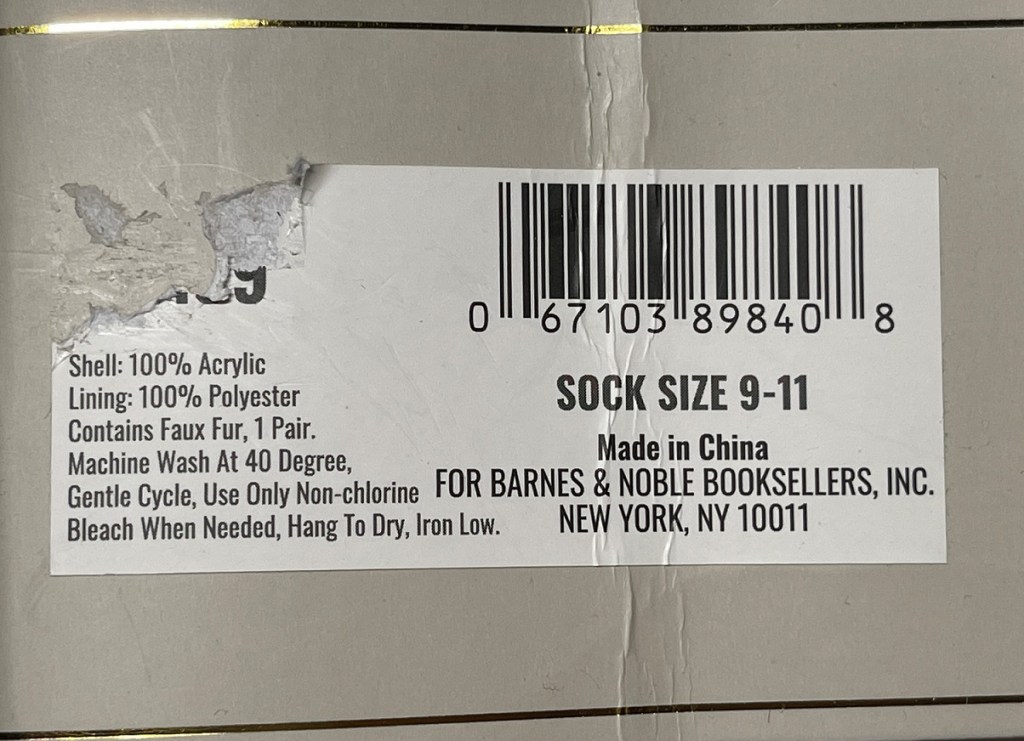 0 67103 89840 8
Shell: 100% Acrylic
Lining: 100% Polyester
Contains Faux Fur, 1 Pair.
Machine Wash At 40 Degree,
Gentle Cycle, Use Only Non-chlorine
Bleach When Needed, Hang To Dry, Iron Low.
SOCK SIZE 9-11
Made in China
FOR BARNES & NOBLE BOOKSELLERS, INC.
NEW YORK, NY 10011